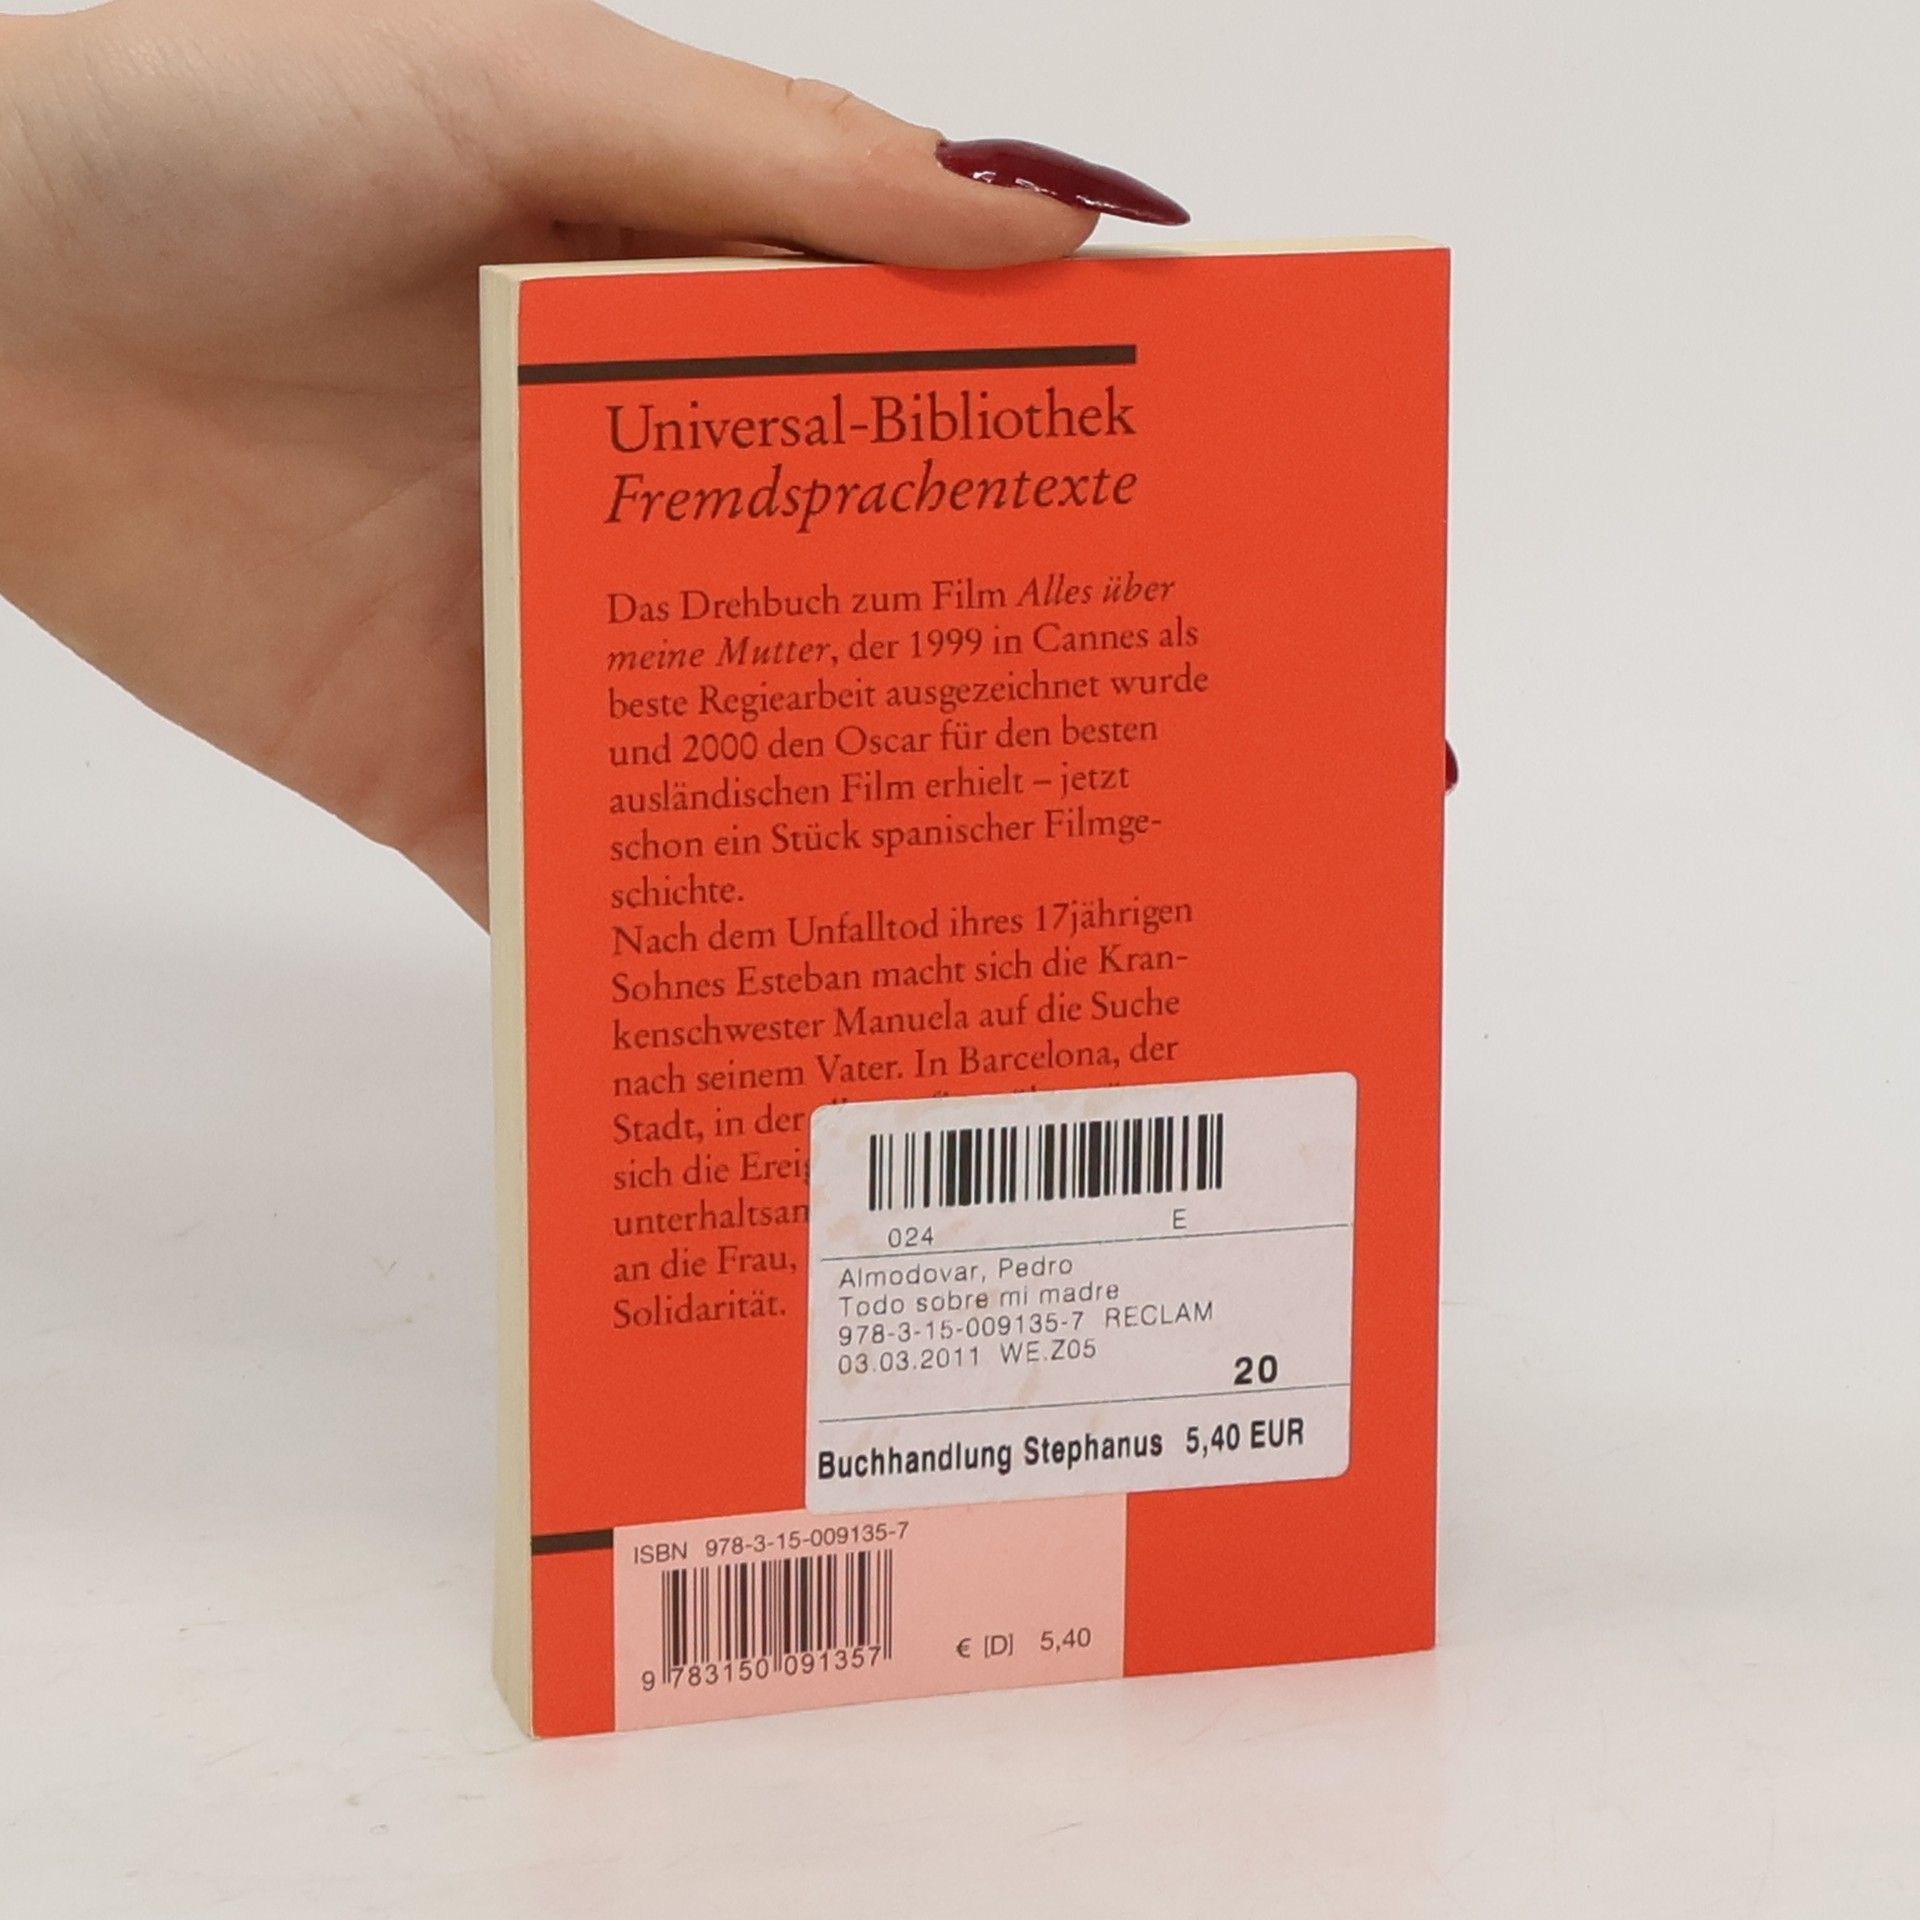 Universal-Bibliothek
Fremdsprachentexte
Das Drehbuch zum Film Alles über
meine Mutter, der 1999 in Cannes als
beste Regiearbeit ausgezeichnet wurde
und 2000 den Oscar für den besten
ausländischen Film erhielt – jetzt
schon ein Stück spanischer Filmge-
schichte.
Nach dem Unfalltod ihres 17jährigen
Sohnes Esteban macht sich die Kran-
kenschwester Manuela auf die Suche
nach seinem Vater. In Barcelona, der
Stadt, in der
sich die
an die Frau,
Solidarität.
024 E
Almodovar, Pedro
Todo sobre mi madre
978-3-15-009135-7 RECLAM
03.03.2011 WE.Z05
20
Buchhandlung Stephanus 5,40 EUR
ISBN 978-3-15-009135-7
9 783150 091357
€ [D] 5,40